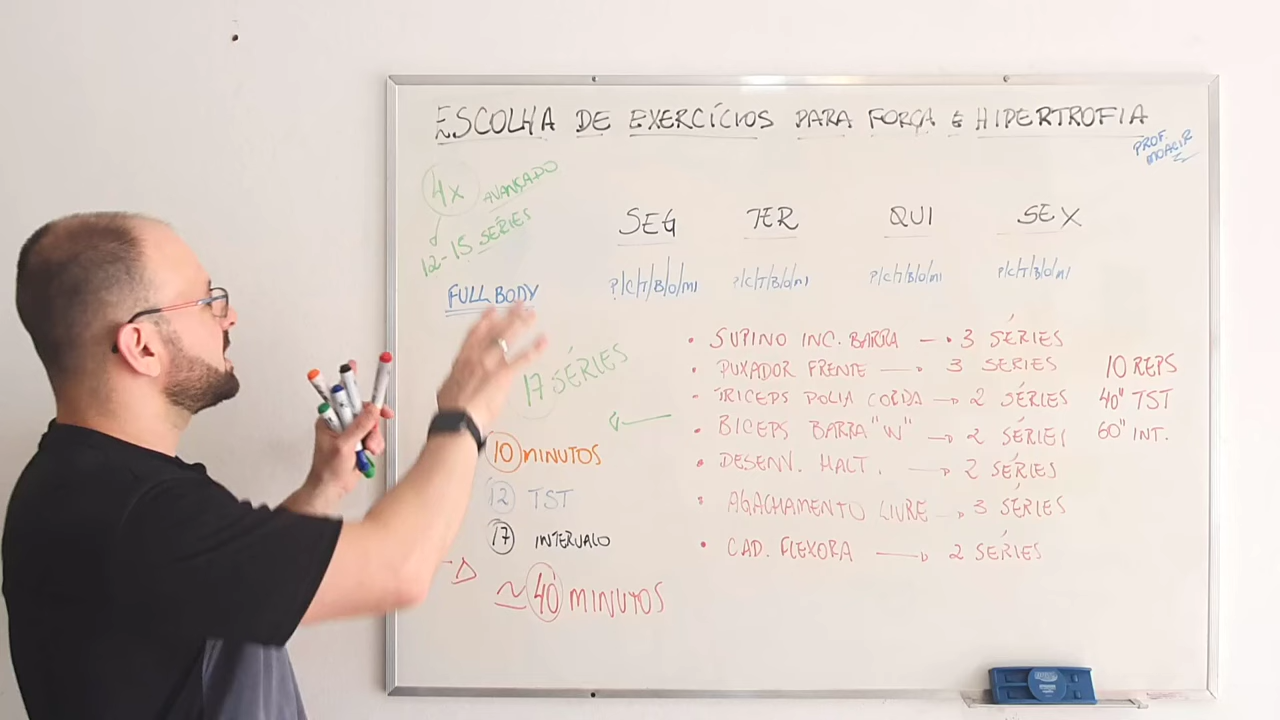 ESCOLHA DE EXERCÍCIOS PARA FORÇA E HIPERTROFIA
PROF. MOACIR
4X AVANÇADO
12-15 SÉRIES
SEG TER QUI SEX
FULL BODY
P/C/T/B/O/MI P/C/T/B/O/MI P/C/T/B/O/MI P/C/T/B/O/MI
• SUPINO INC. BARRA → 3 SÉRIES
• PUXADOR FRENTE → 3 SERIES
• TRICEPS POLIA CORDA → 2 SÉRIES
• BICEPS BARRA "W" → 2 SÉRIES
• DESENV. HALT. → 2 SÉRIES
• AGACHAMENTO LIVRE → 3 SÉRIES
• CAD. FLEXORA → 2 SÉRIES
10 REPS
40" TST
60" INT.
17 SÉRIES
10 MINUTOS
12 TST
17 INTERVALO
≈ 40 MINUTOS